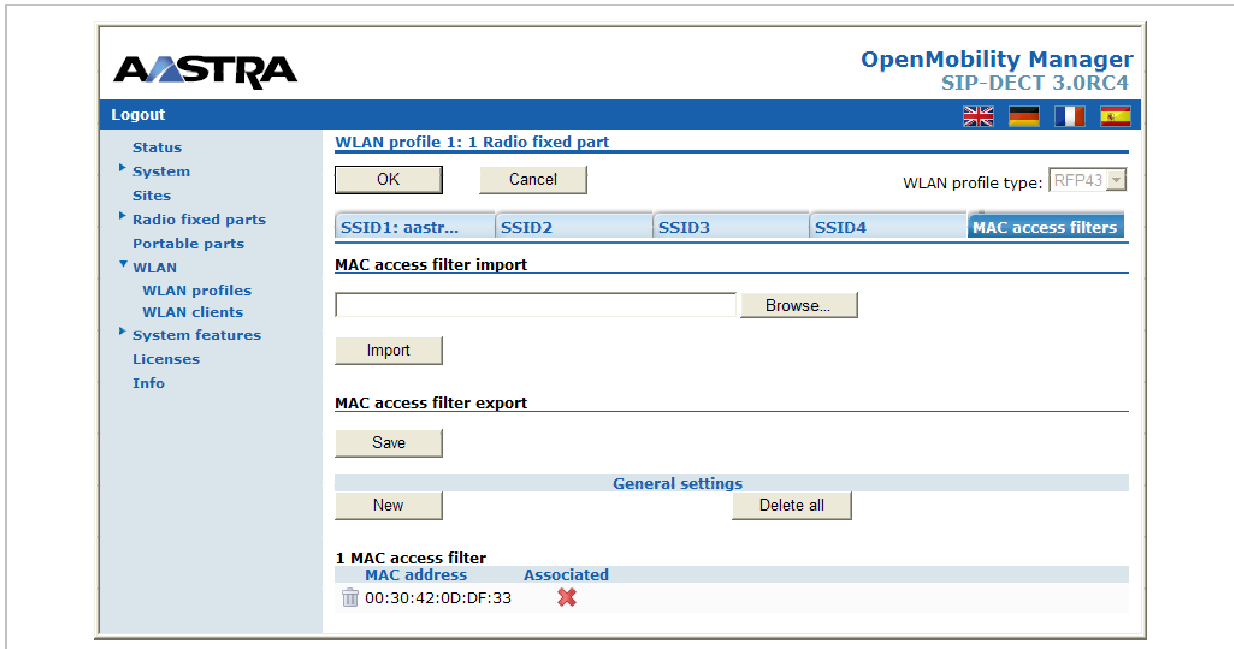 AASTRA
OpenMobility Manager
SIP-DECT 3.0RC4
Logout
Status
System
Sites
Radio fixed parts
Portable parts
WLAN
WLAN profiles
WLAN clients
System features
Licenses
Info
WLAN profile 1: 1 Radio fixed part
OK Cancel WLAN profile type: RFP43
SSID1: aastr... SSID2 SSID3 SSID4 MAC access filters
MAC access filter import
Browse...
Import
MAC access filter export
Save
General settings
New Delete all
1 MAC access filter
MAC address Associated
00:30:42:0D:DF:33